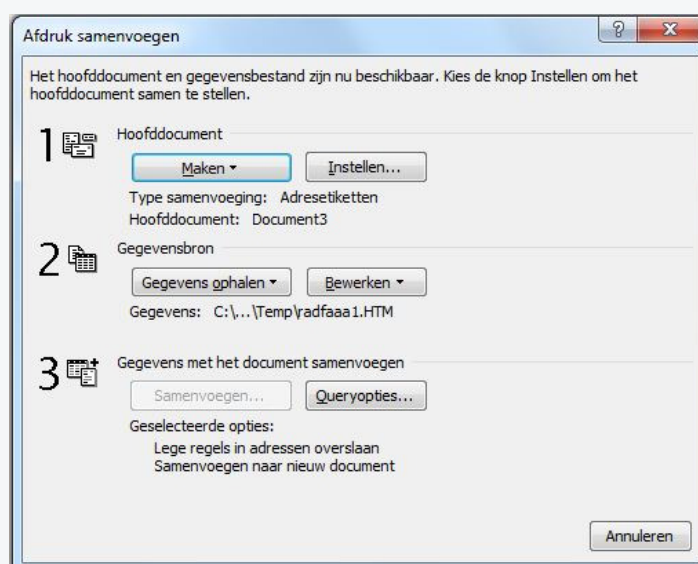 Afdruk samenvoegen
Het hoofddocument en gegevensbestand zijn nu beschikbaar. Kies de knop Instellen om het
hoofddocument samen te stellen.
1 Hoofddocument
Maken Instellen...
Type samenvoeging: Adresetiketten
Hoofddocument: Document3
2 Gegevensbron
Gegevens ophalen Bewerken
Gegevens: C:\...\Temp\radfaaa1.HTM
3 Gegevens met het document samenvoegen
Samenvoegen... Queryopties...
Geselecteerde opties:
Lege regels in adressen overslaan
Samenvoegen naar nieuw document
Annuleren